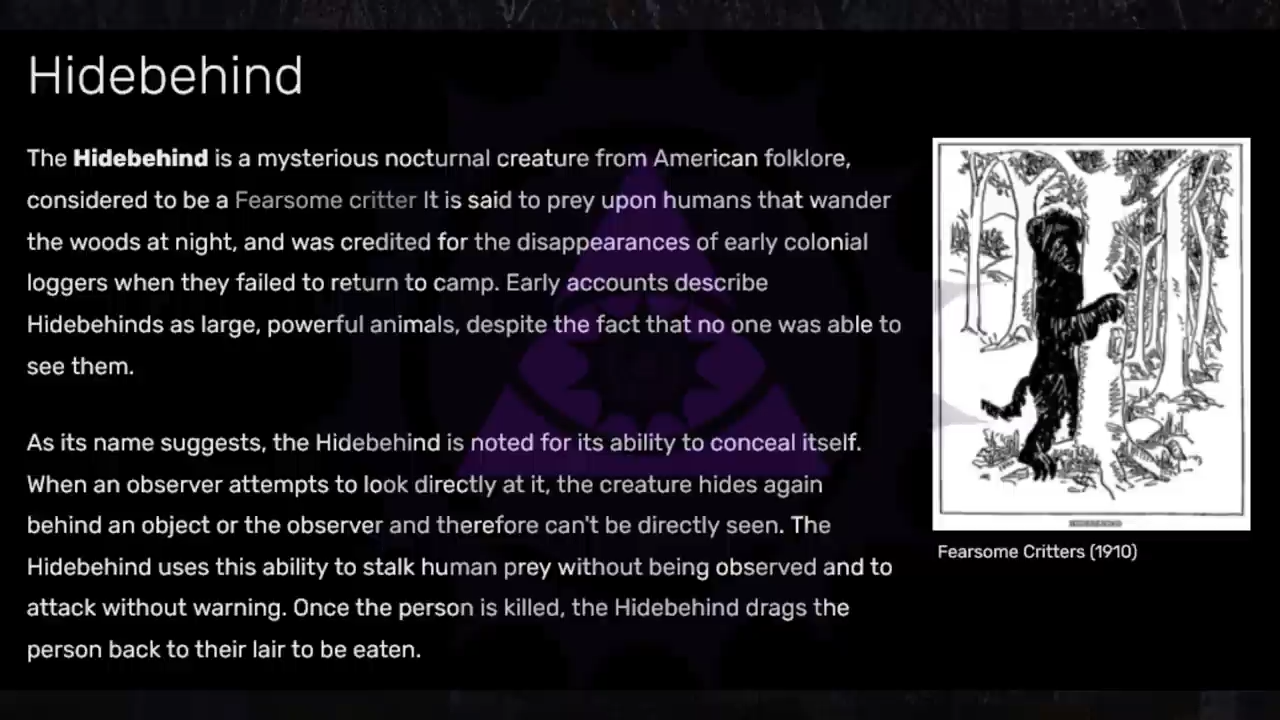 Hidebehind
The Hidebehind is a mysterious nocturnal creature from American folklore,
considered to be a Fearsome critter It is said to prey upon humans that wander
the woods at night, and was credited for the disappearances of early colonial
loggers when they failed to return to camp. Early accounts describe
Hidebehinds as large, powerful animals, despite the fact that no one was able to
see them.
As its name suggests, the Hidebehind is noted for its ability to conceal itself.
When an observer attempts to look directly at it, the creature hides again
behind an object or the observer and therefore can't be directly seen. The
Hidebehind uses this ability to stalk human prey without being observed and to
attack without warning. Once the person is killed, the Hidebehind drags the
person back to their lair to be eaten.
Fearsome Critters (1910)